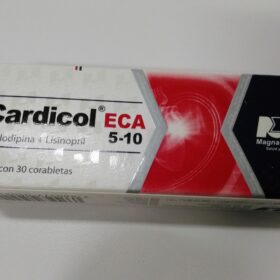 Cardicol® ECA
5-10
lodipina + Lisinopril
con 30 corabletas
Magna